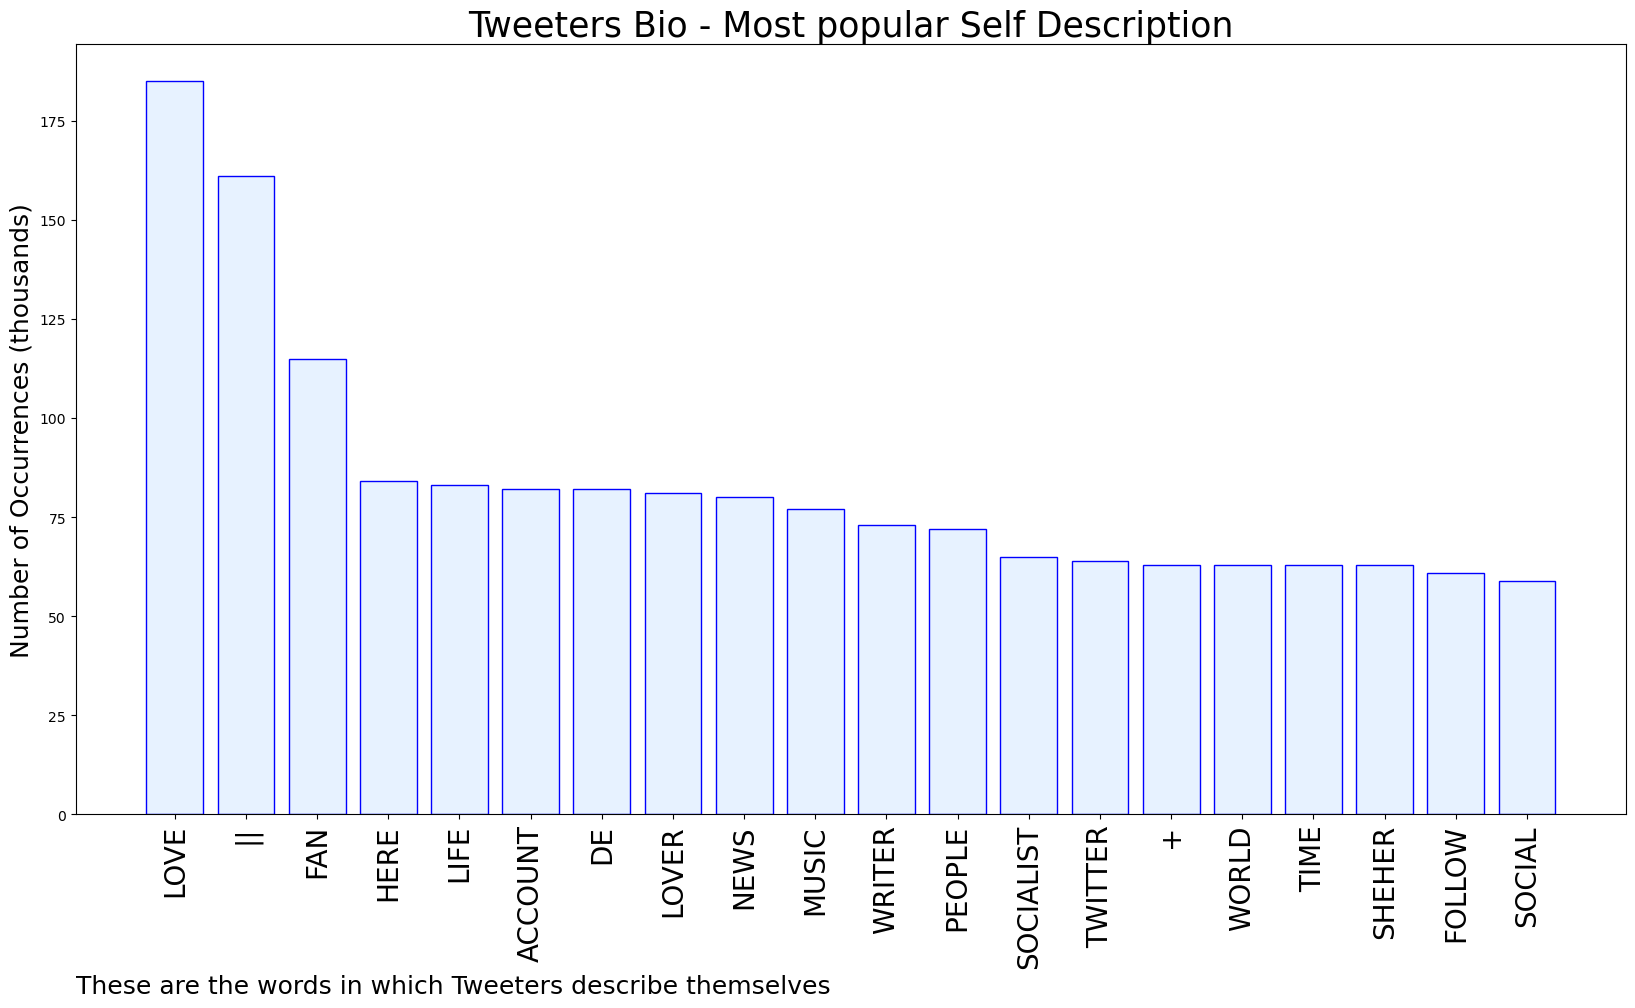 Tweeters Bio - Most popular Self Description
Number of Occurrences (thousands)
175
150
125
100
75
50
25
0
LOVE
||
FAN
HERE
LIFE
ACCOUNT
DE
LOVER
NEWS
MUSIC
WRITER
PEOPLE
SOCIALIST
TWITTER
+
WORLD
TIME
SHEHER
FOLLOW
SOCIAL
These are the words in which Tweeters describe themselves